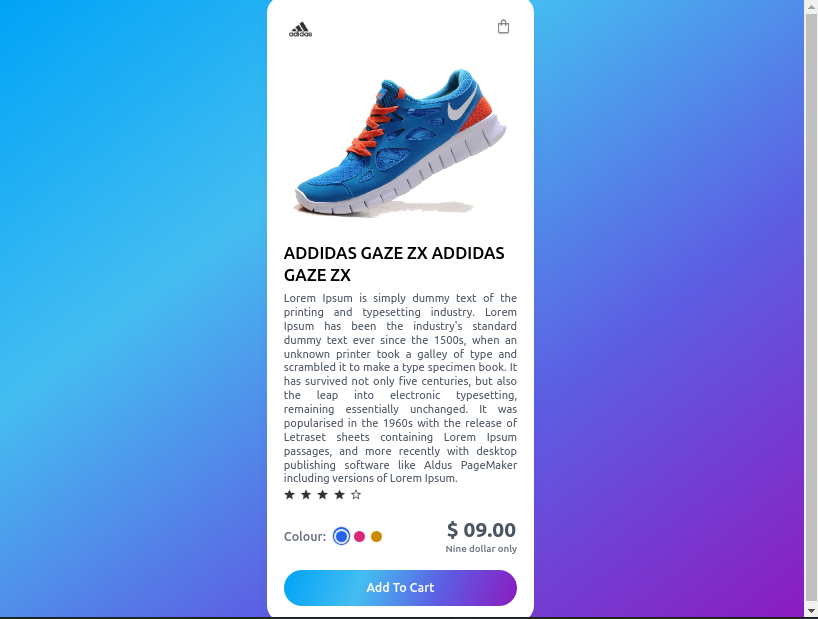 adidas
ADDIDAS GAZE ZX ADDIDAS
GAZE ZX
Lorem Ipsum is simply dummy text of the
printing and typesetting industry. Lorem
Ipsum has been the industry's standard
dummy text ever since the 1500s, when an
unknown printer took a galley of type and
scrambled it to make a type specimen book. It
has survived not only five centuries, but also
the leap into electronic typesetting,
remaining essentially unchanged. It was
popularised in the 1960s with the release of
Letraset sheets containing Lorem Ipsum
passages, and more recently with desktop
publishing software like Aldus PageMaker
including versions of Lorem Ipsum.
Colour:
$ 09.00
Nine dollar only
Add To Cart